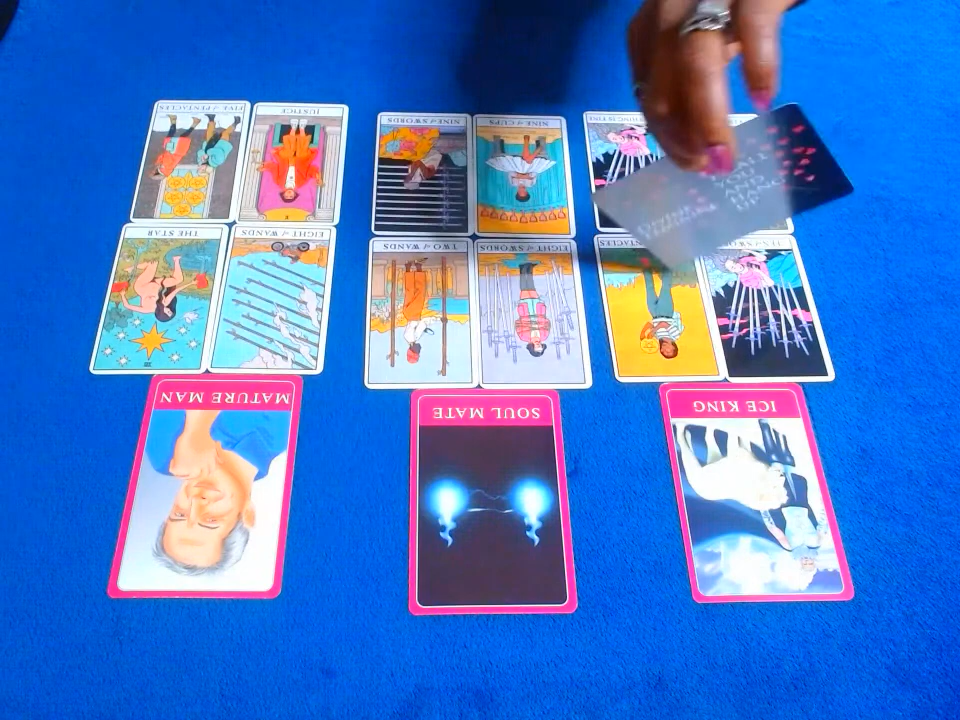 FIVE of PENTACLES
JUSTICE
NINE of SWORDS
NINE of CUPS
THE STAR
EIGHT of WANDS
TWO of WANDS
EIGHT of SWORDS
PENTACLES
TEN of SWORDS
MATURE MAN
SOUL MATE
ICE KING